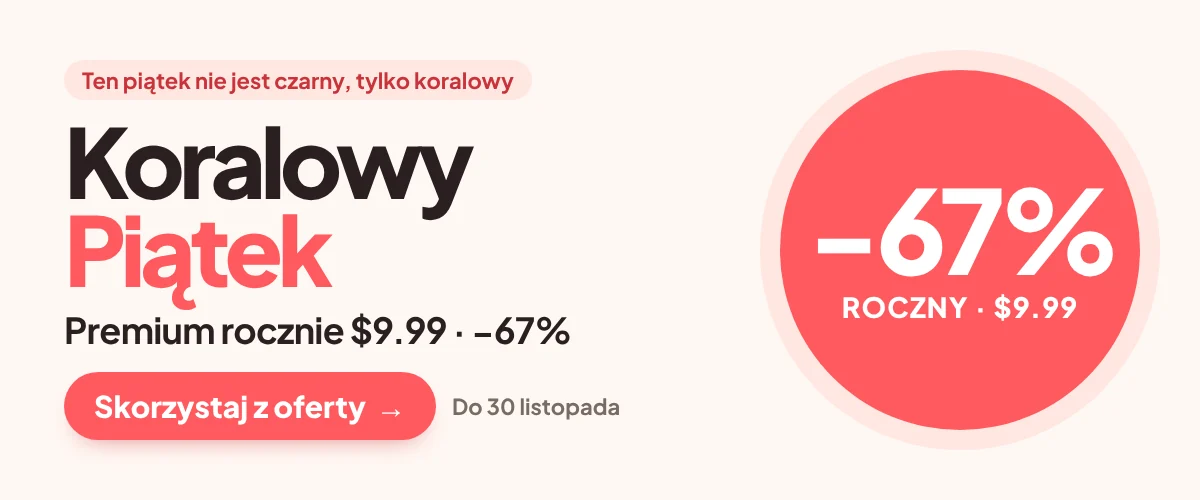 Ten piątek nie jest czarny, tylko koralowy
Koralowy
Piątek
Premium rocznie $9.99 · −67%
Skorzystaj z oferty →
Do 30 listopada
−67%
ROCZNY · $9.99